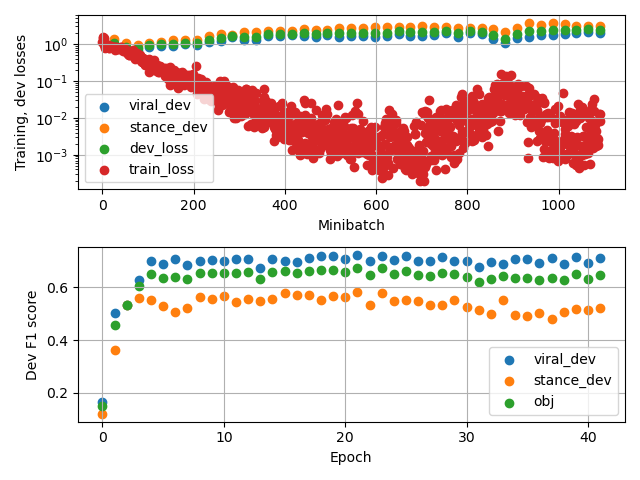 Training, dev losses
10⁰
10⁻¹
10⁻²
10⁻³
viral_dev
stance_dev
dev_loss
train_loss
0 200 400 600 800 1000
Minibatch
Dev F1 score
0.6
0.4
0.2
viral_dev
stance_dev
obj
0 10 20 30 40
Epoch